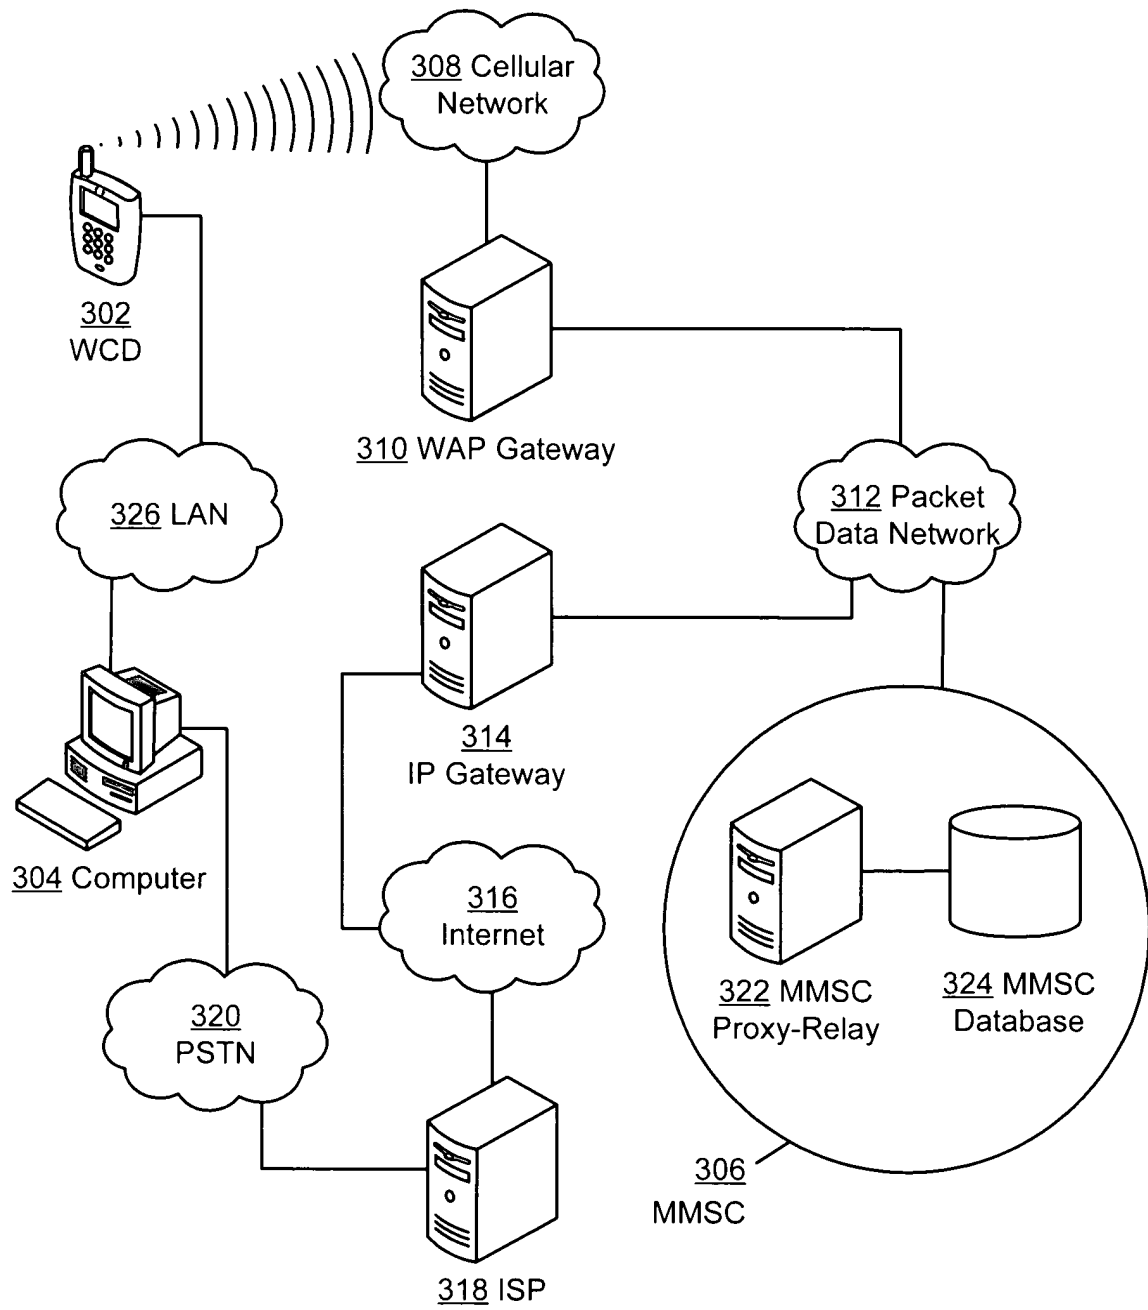 308 Cellular
Network
302
WCD
310 WAP Gateway
326 LAN
312 Packet
Data Network
314
IP Gateway
304 Computer
316
Internet
322 MMSC
Proxy-Relay
324 MMSC
Database
320
PSTN
306
MMSC
318 ISP